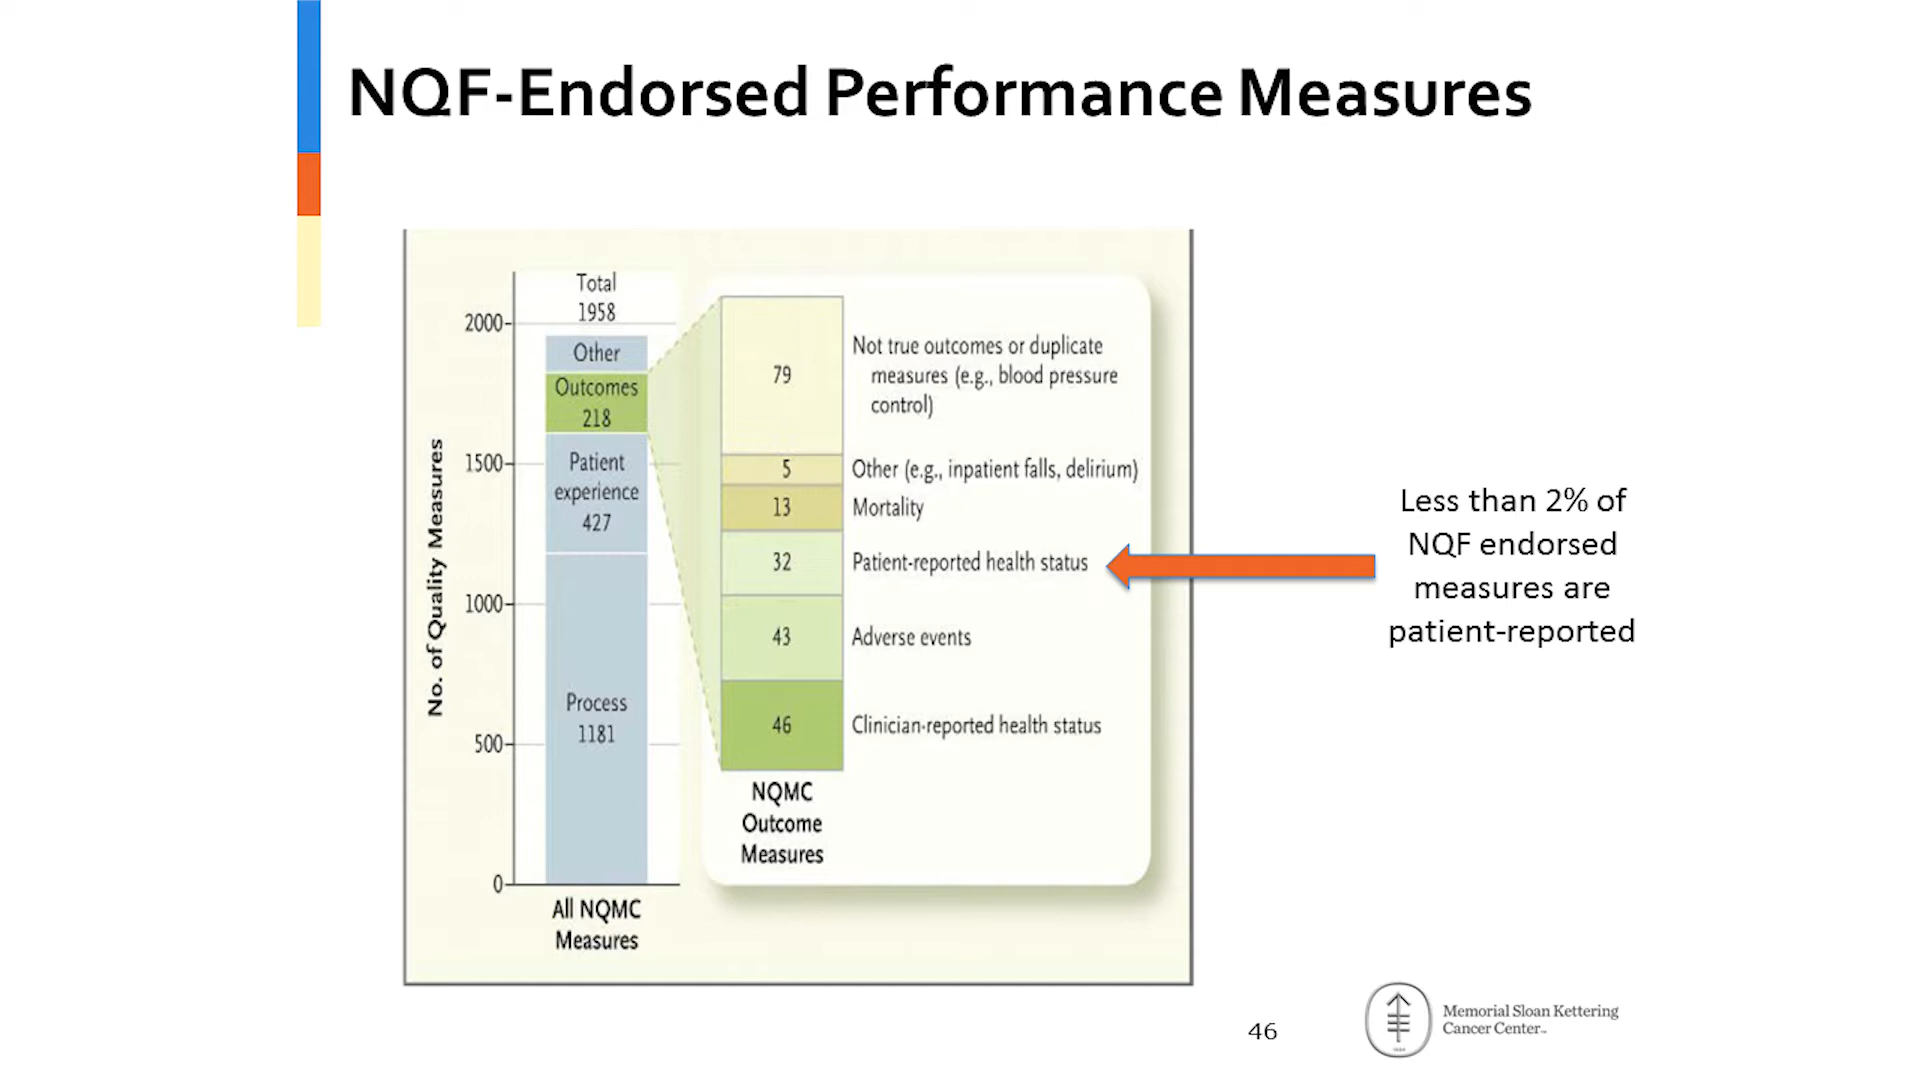 NQF-Endorsed Performance Measures
No. of Quality Measures
2000
1500
1000
500
0
Total
1958
Other
Outcomes
218
Patient
experience
427
Process
1181
All NQMC
Measures
79
Not true outcomes or duplicate
measures (e.g., blood pressure
control)
5
Other (e.g., inpatient falls, delirium)
13
Mortality
32
Patient-reported health status
43
Adverse events
46
Clinician-reported health status
NQMC
Outcome
Measures
Less than 2% of
NQF endorsed
measures are
patient-reported
46
Memorial Sloan Kettering
Cancer Center